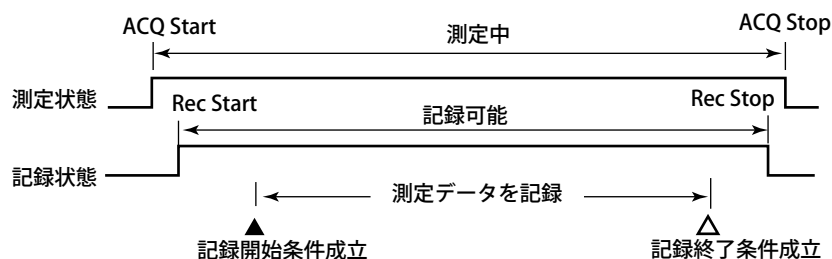 ACQ Start
測定中
ACQ Stop
測定状態
Rec Start
記録可能
Rec Stop
記録状態
測定データを記録
記録開始条件成立
記録終了条件成立